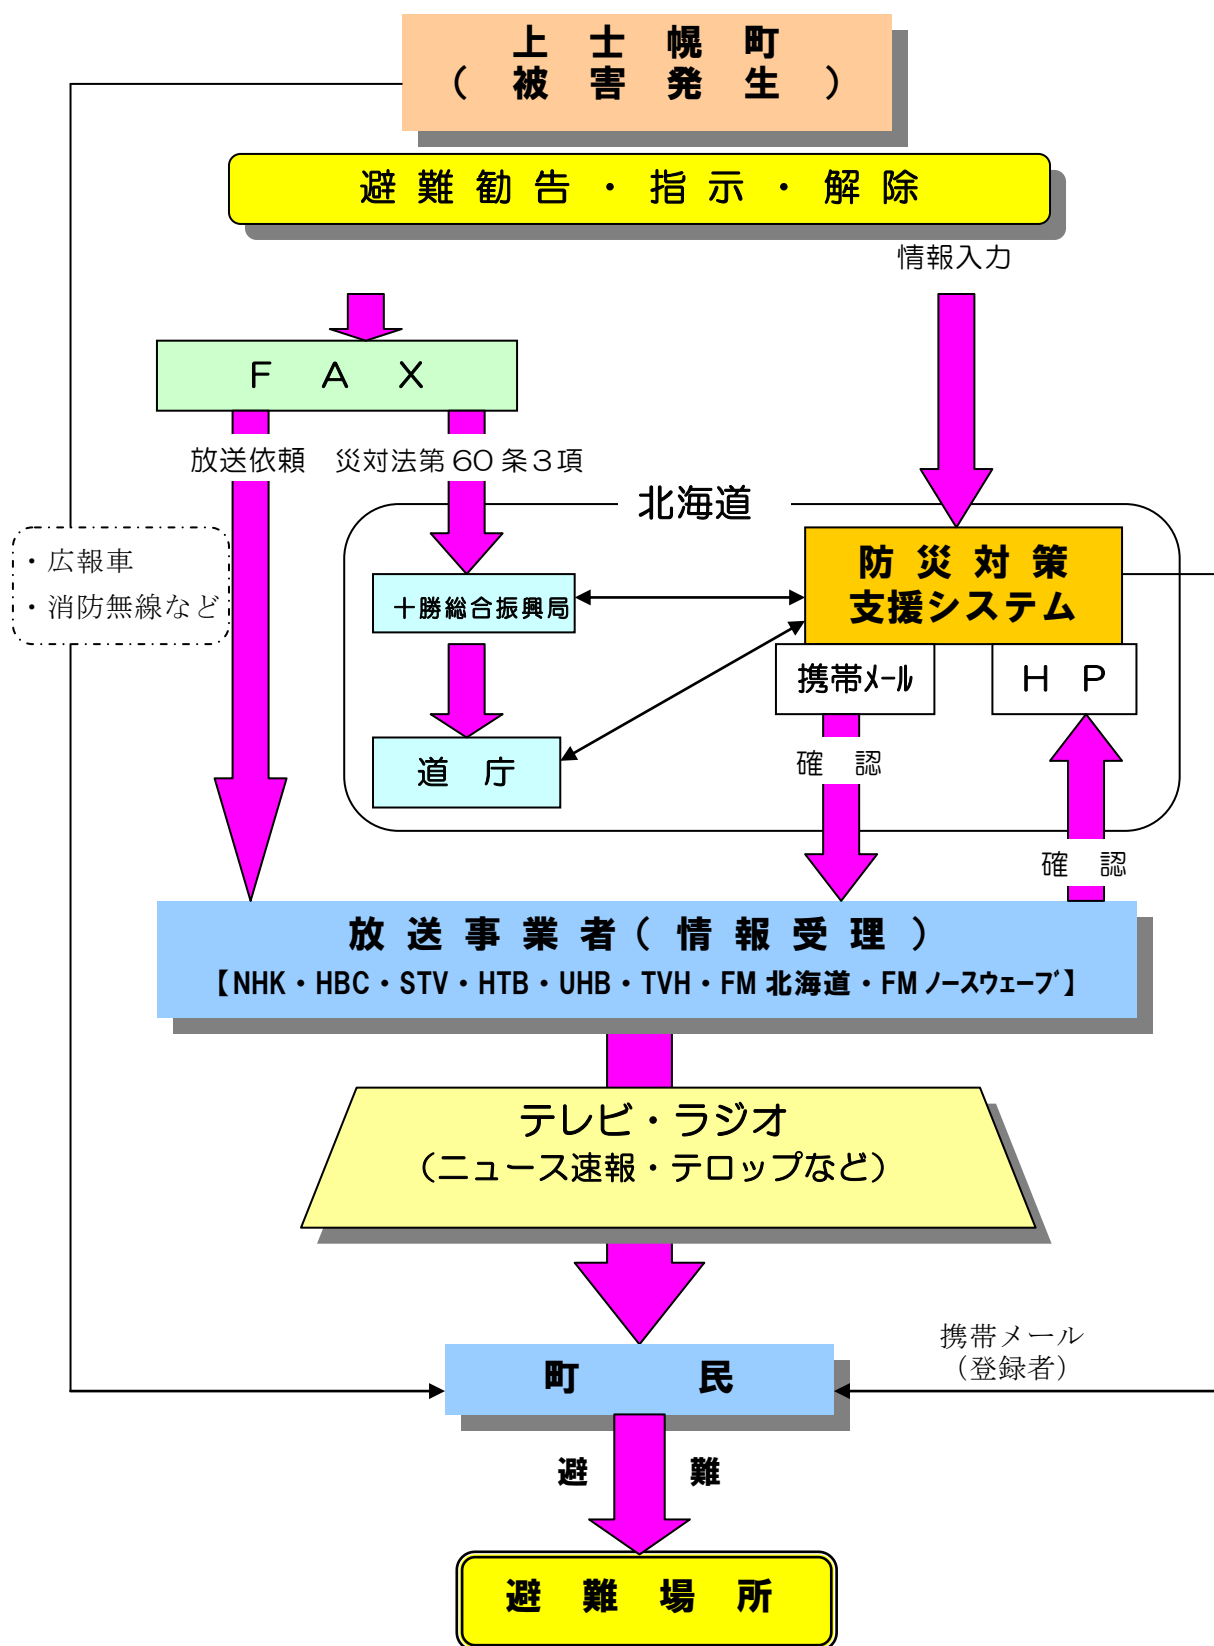 上士幌町
（被害発生）
避難勧告・指示・解除
情報入力
ＦＡＸ
放送依頼
災対法第60条３項
北海道
・広報車
・消防無線など
防災対策
支援システム
十勝総合振興局
携帯ﾒｰﾙ
ＨＰ
道庁
確認
確認
放送事業者（情報受理）
【NHK・HBC・STV・HTB・UHB・TVH・FM北海道・FMﾉｰｽｳｪｰﾌﾞ】
テレビ・ラジオ
（ニュース速報・テロップなど）
携帯メール
（登録者）
町民
避難
避難場所